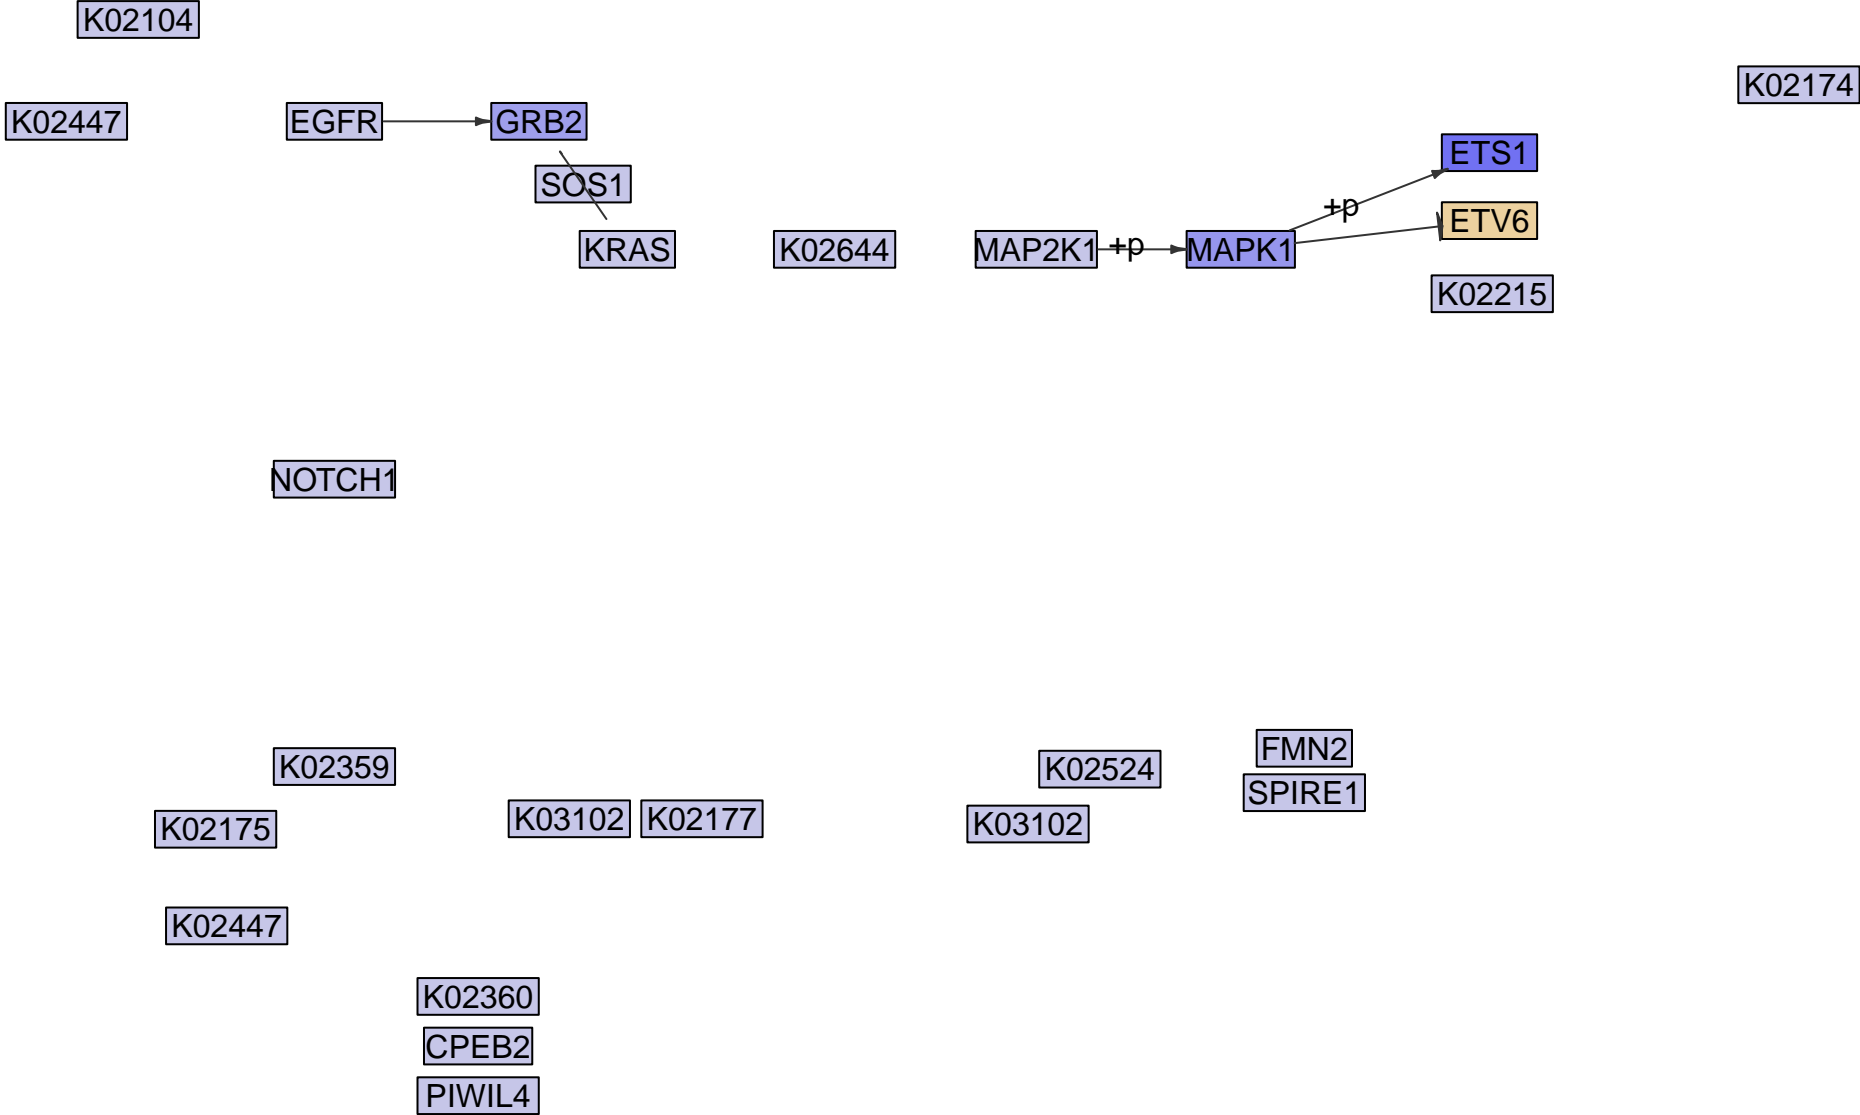 K02104
K02174
K02447
EGFR
GRB2
ETS1
SOS1
+p
ETV6
KRAS
K02644
MAP2K1
+p
MAPK1
K02215
NOTCH1
FMN2
K02359
K02524
SPIRE1
K02175
K03102
K02177
K03102
K02447
K02360
CPEB2
PIWIL4